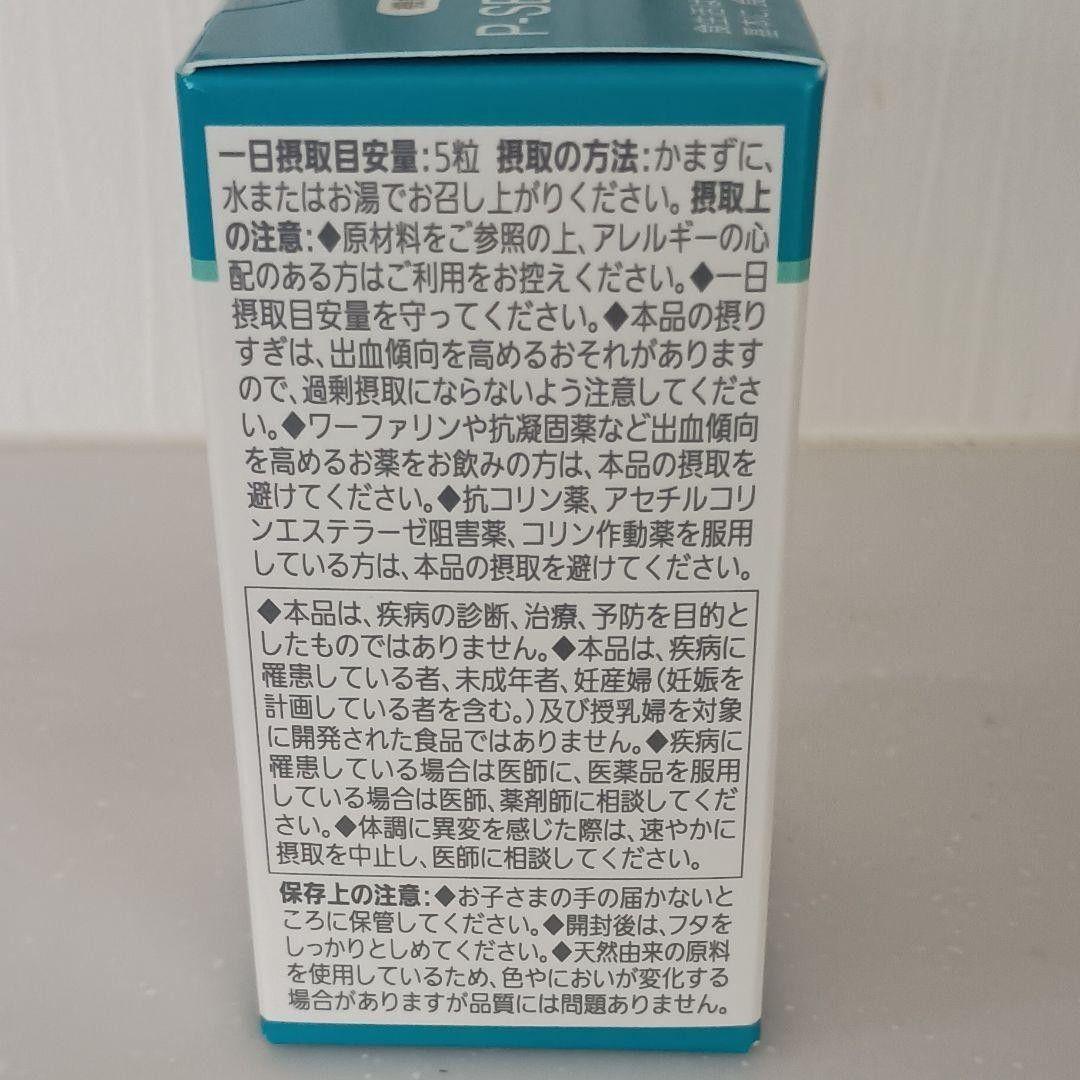 P-SE
一日摂取目安量:5粒 摂取の方法:かまずに、
水またはお湯でお召し上がりください。摂取上
の注意:◆原材料をご参照の上、アレルギーの心
配のある方はご利用をお控えください。◆一日
摂取目安量を守ってください。◆本品の摂り
すぎは、出血傾向を高めるおそれがあります
ので、過剰摂取にならないよう注意してくださ
い。◆ワーファリンや抗凝固薬など出血傾向
を高めるお薬をお飲みの方は、本品の摂取を
避けてください。◆抗コリン薬、アセチルコリ
ンエステラーゼ阻害薬、コリン作動薬を服用
している方は、本品の摂取を避けてください。
◆本品は、疾病の診断、治療、予防を目的と
したものではありません。◆本品は、疾病に
罹患している者、未成年者、妊産婦(妊娠を
計画している者を含む。)及び授乳婦を対象
に開発された食品ではありません。◆疾病に
罹患している場合は医師に、医薬品を服用
している場合は医師、薬剤師に相談してくだ
さい。◆体調に異変を感じた際は、速やかに
摂取を中止し、医師に相談してください。
保存上の注意:◆お子さまの手の届かないと
ころに保管してください。◆開封後は、フタを
しっかりとしめてください。◆天然由来の原料
を使用しているため、色やにおいが変化する
場合がありますが品質には問題ありません。